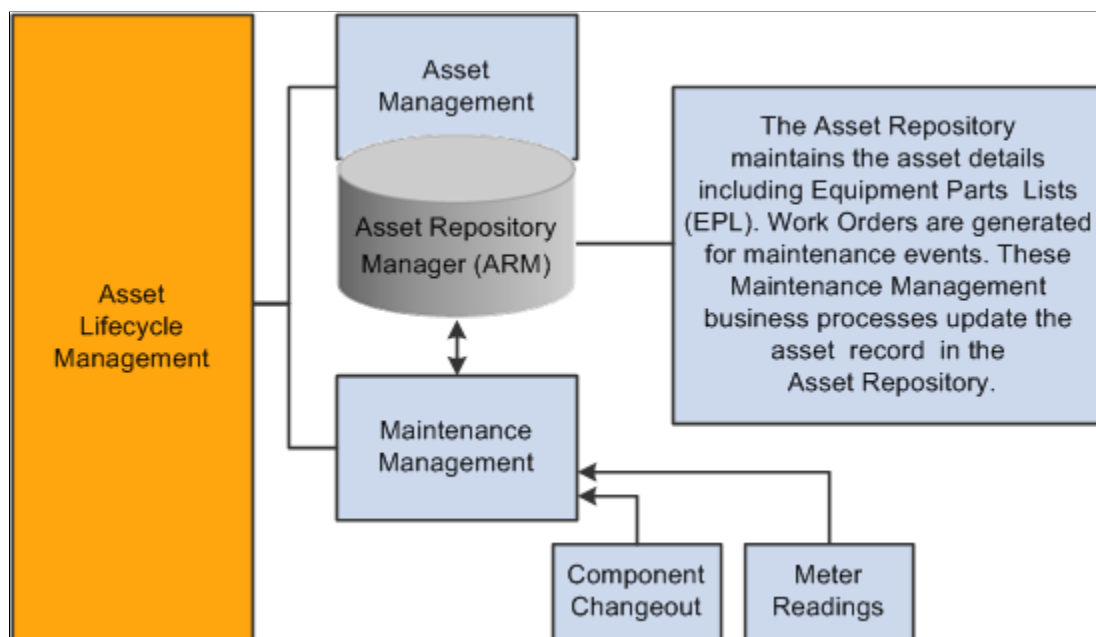 Asset
Lifecycle
Management
Asset
Management
Asset Repository
Manager (ARM)
Maintenance
Management
The Asset Repository
maintains the asset details
including Equipment Parts Lists
(EPL). Work Orders are generated
for maintenance events. These
Maintenance Management
business processes update the
asset record in the
Asset Repository.
Component
Changeout
Meter
Readings